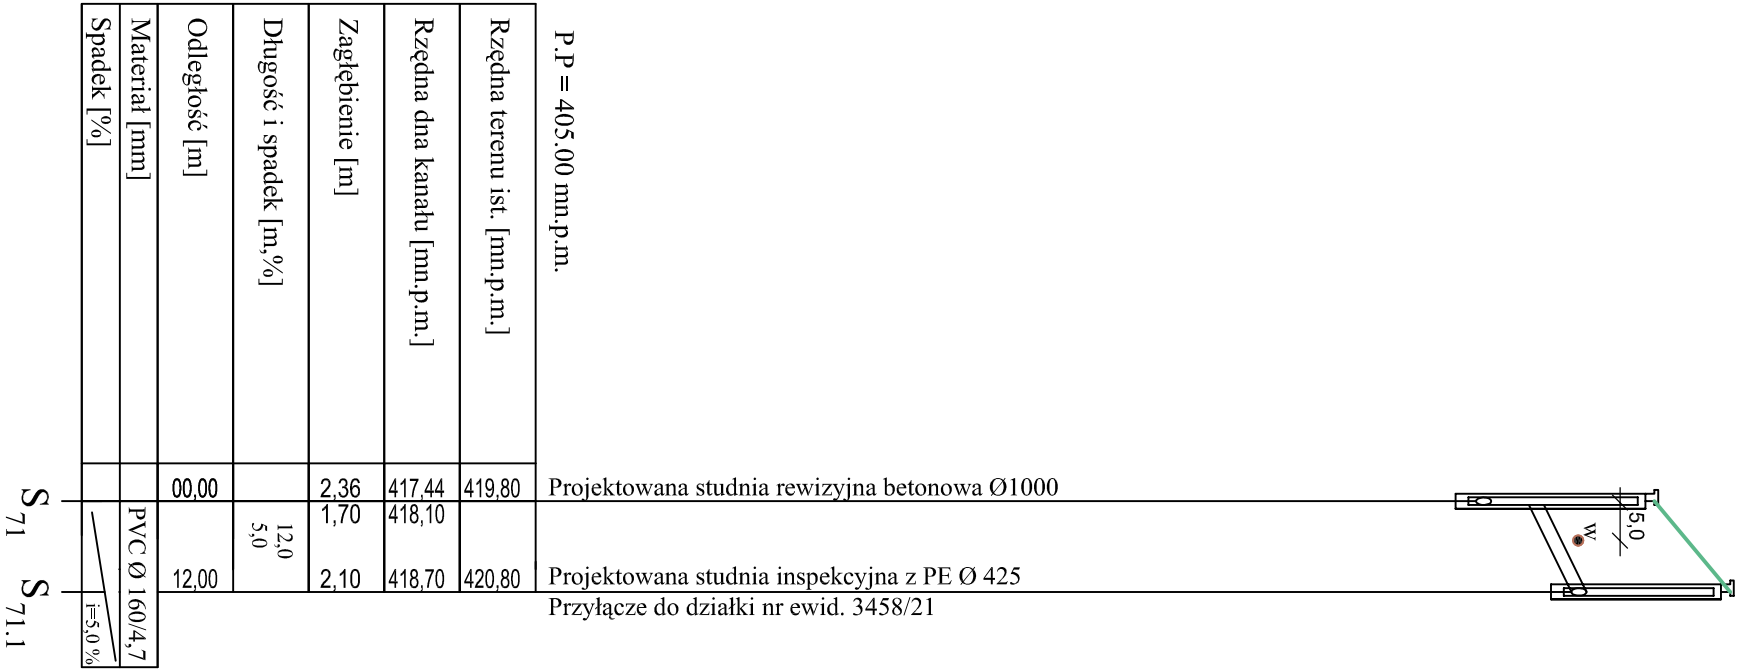 P.P = 405.00 mn.p.m.
Rzędna terenu ist. [mn.p.m.]
419,80
420,80
Rzędna dna kanału [mn.p.m.]
417,44
418,10
418,70
Zagłębienie [m]
2,36
1,70
2,10
Długość i spadek [m,%]
12,0
5,0
Odległość [m]
00,00
12,00
Materiał [mm]
PVC Ø 160/4,7
Spadek [%]
i=5,0 %
S 71
S 71.1
Projektowana studnia rewizyjna betonowa Ø1000
Projektowana studnia inspekcyjna z PE Ø 425
Przyłącze do działki nr ewid. 3458/21
5,0
w